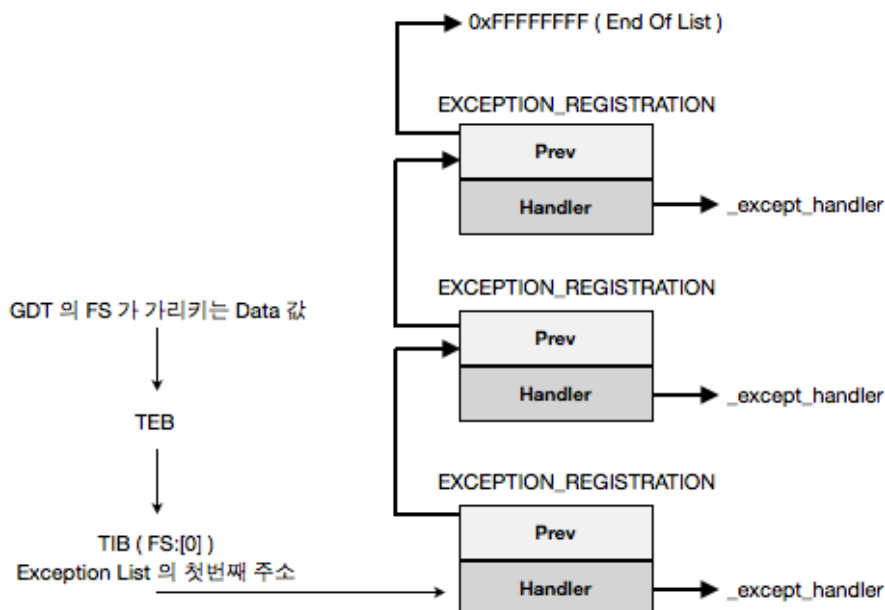 0xFFFFFFFF ( End Of List )
EXCEPTION_REGISTRATION
Prev
Handler
_except_handler
EXCEPTION_REGISTRATION
GDT 의 FS 가 가리키는 Data 값
Prev
Handler
_except_handler
TEB
EXCEPTION_REGISTRATION
Prev
TIB ( FS:[0] )
Exception List 의 첫번째 주소
Handler
_except_handler